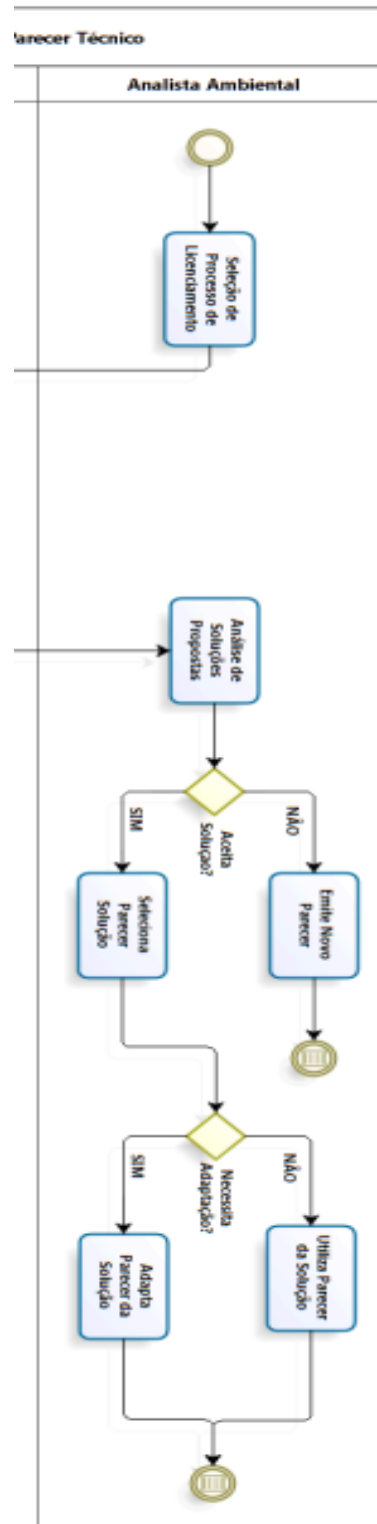 Parecer Técnico
Analista Ambiental
Seleção de
Processo de
Licenciamento
Análise de
Soluções
Propostas
Aceita
Soluçao?
SIM
NÃO
Seleciona
Parecer
Solução
Emite Novo
Parecer
Necessita
Adaptação?
SIM
NÃO
Adapta
Parecer da
Solução
Utiliza Parecer
da Solução